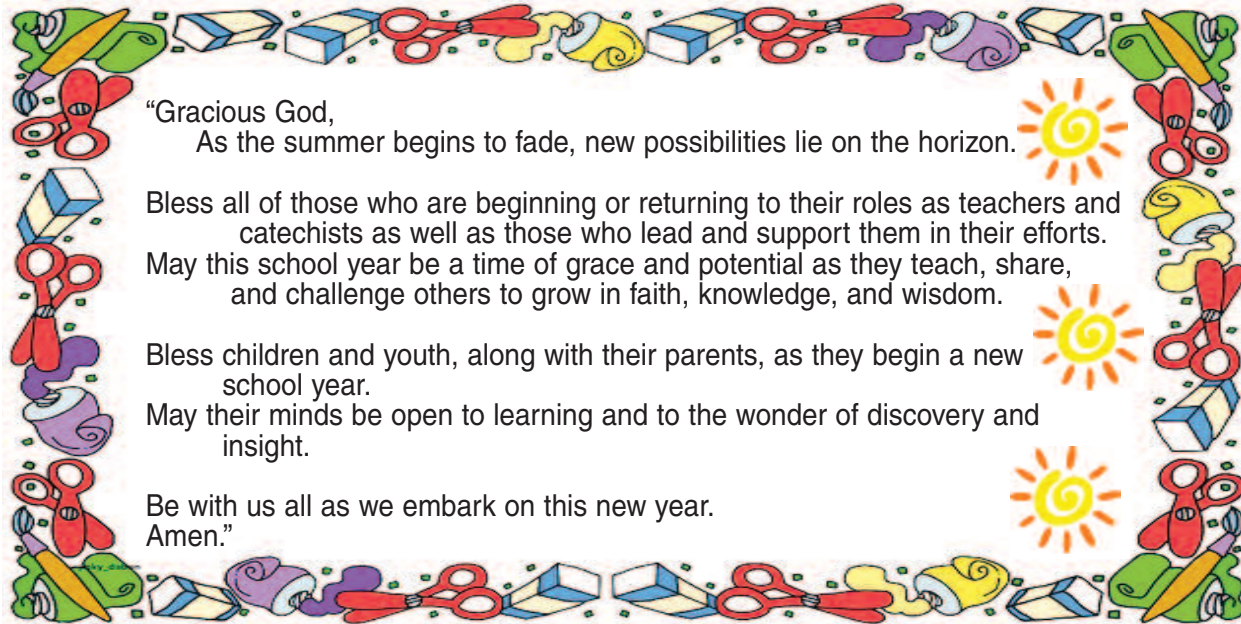 “Gracious God,
As the summer begins to fade, new possibilities lie on the horizon.
Bless all of those who are beginning or returning to their roles as teachers and
catechists as well as those who lead and support them in their efforts.
May this school year be a time of grace and potential as they teach, share,
and challenge others to grow in faith, knowledge, and wisdom.
Bless children and youth, along with their parents, as they begin a new
school year.
May their minds be open to learning and to the wonder of discovery and
insight.
Be with us all as we embark on this new year.
Amen.”